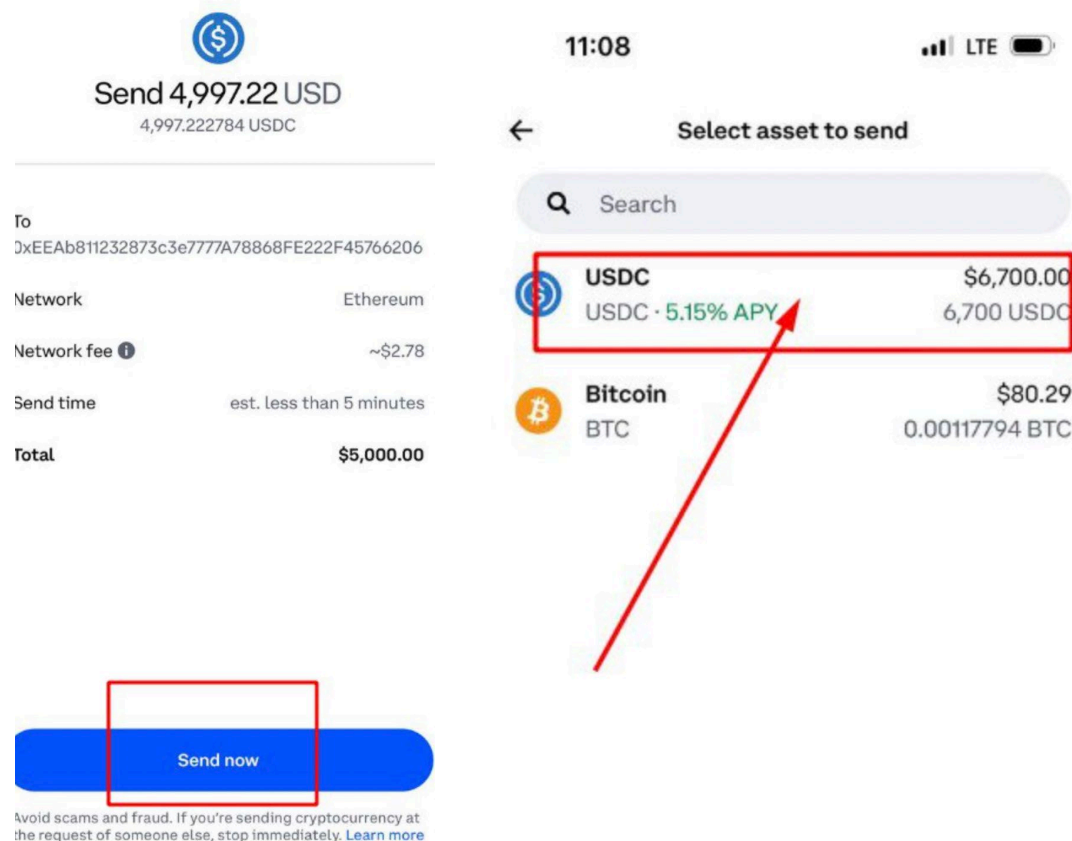 Send 4,997.22 USD
4,997.222784 USDC
To
0xEEAb811232873c3e7777A78868FE222F45766206
Network Ethereum
Network fee ~$2.78
Send time est. less than 5 minutes
Total $5,000.00
Send now
Avoid scams and fraud. If you're sending cryptocurrency at
the request of someone else, stop immediately. Learn more
11:08 LTE
Select asset to send
Search
USDC $6,700.00
USDC · 5.15% APY 6,700 USDC
Bitcoin $80.29
BTC 0.00117794 BTC